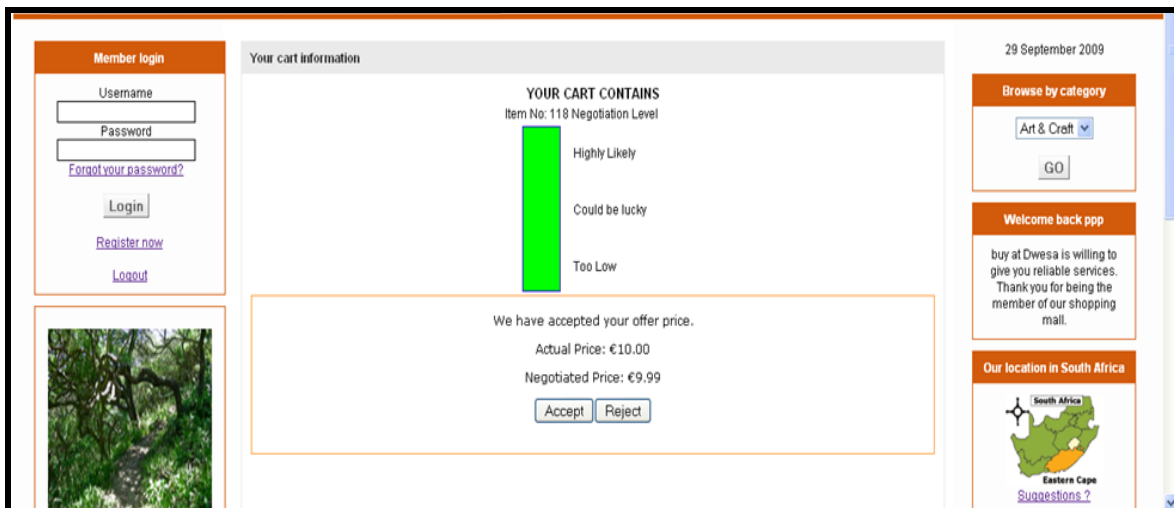 Member login
Username
Password
Forgot your password?
Login
Register now
Logout
Your cart information
YOUR CART CONTAINS
Item No: 118 Negotiation Level
Highly Likely
Could be lucky
Too Low
We have accepted your offer price.
Actual Price: €10.00
Negotiated Price: €9.99
Accept Reject
29 September 2009
Browse by category
Art & Craft
GO
Welcome back ppp
buy at Dwesa is willing to
give you reliable services.
Thank you for being the
member of our shopping
mall.
Our location in South Africa
South Africa
Eastern Cape
Suggestions ?